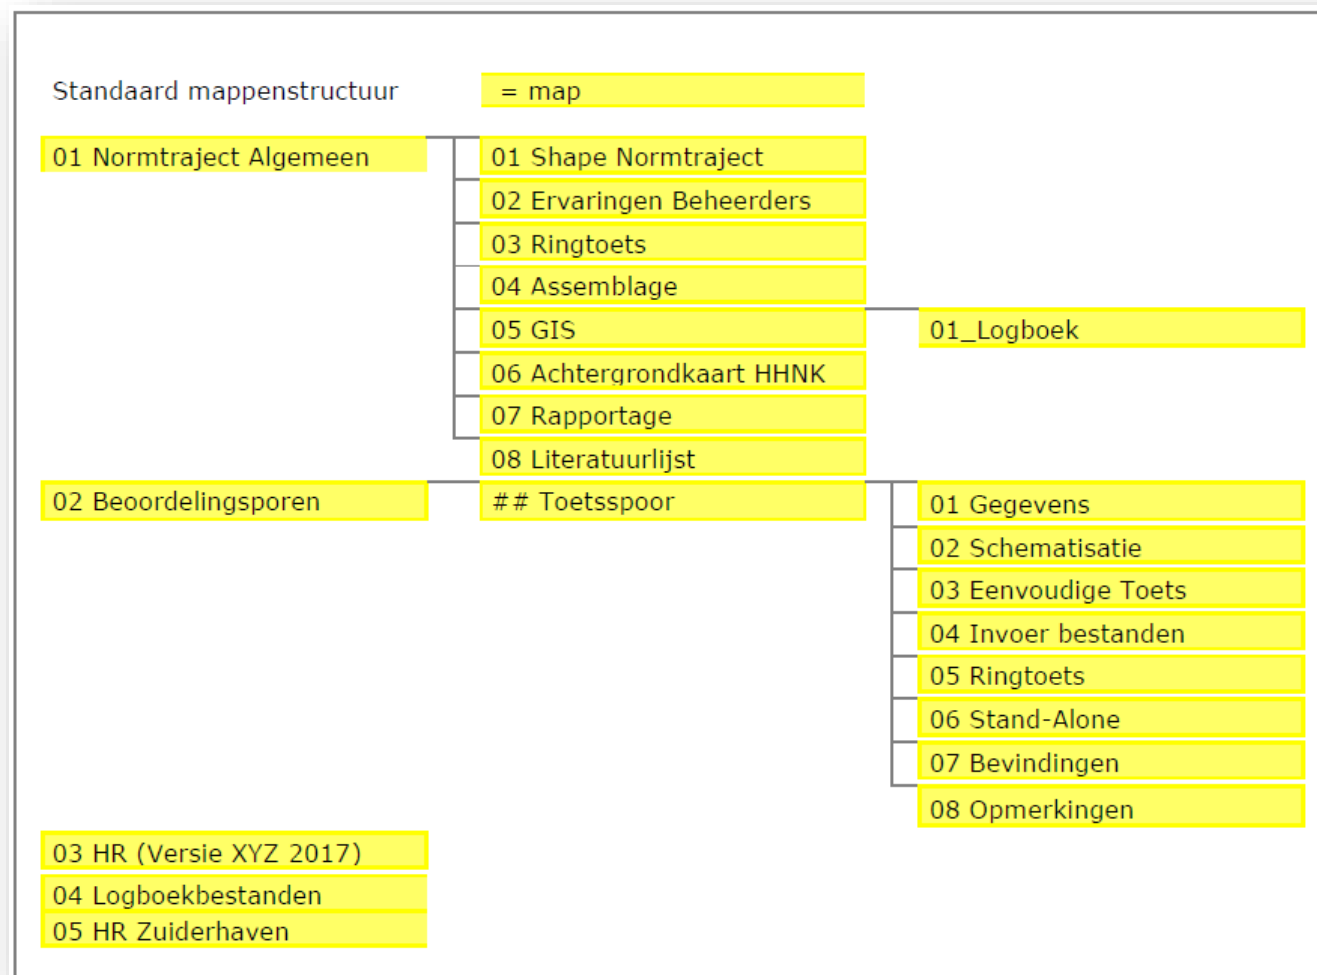 Standaard mappenstructuur = map
01 Normtraject Algemeen 01 Shape Normtraject
02 Ervaringen Beheerders
03 Ringtoets
04 Assemblage
05 GIS 01_Logboek
06 Achtergrondkaart HHNK
07 Rapportage
08 Literatuurlijst
02 Beoordelingsporen ## Toetsspoor 01 Gegevens
02 Schematisatie
03 Eenvoudige Toets
04 Invoer bestanden
05 Ringtoets
06 Stand-Alone
07 Bevindingen
08 Opmerkingen
03 HR (Versie XYZ 2017)
04 Logboekbestanden
05 HR Zuiderhaven